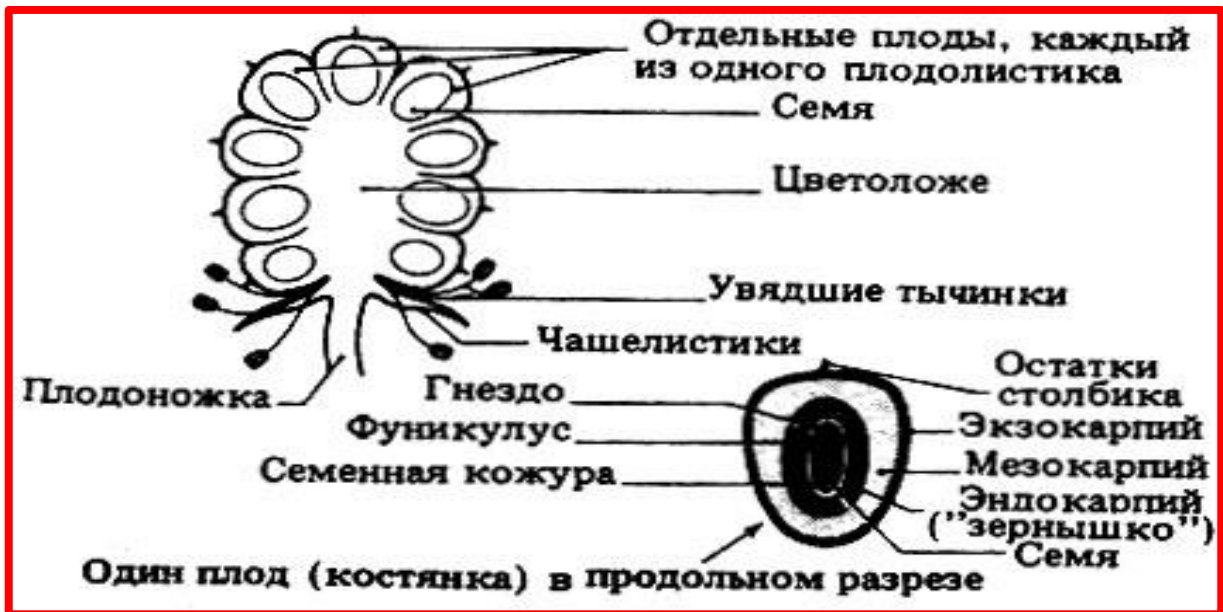 Отдельные плоды, каждый
из одного плодолистика
Семя
Цветоложе
Увядшие тычинки
Чашелистики
Плодоножка
Гнездо
Фуникулус
Семенная кожура
Остатки
столбика
Экзокарпий
Мезокарпий
Эндокарпий
("зернышко")
Семя
Один плод (костянка) в продольном разрезе